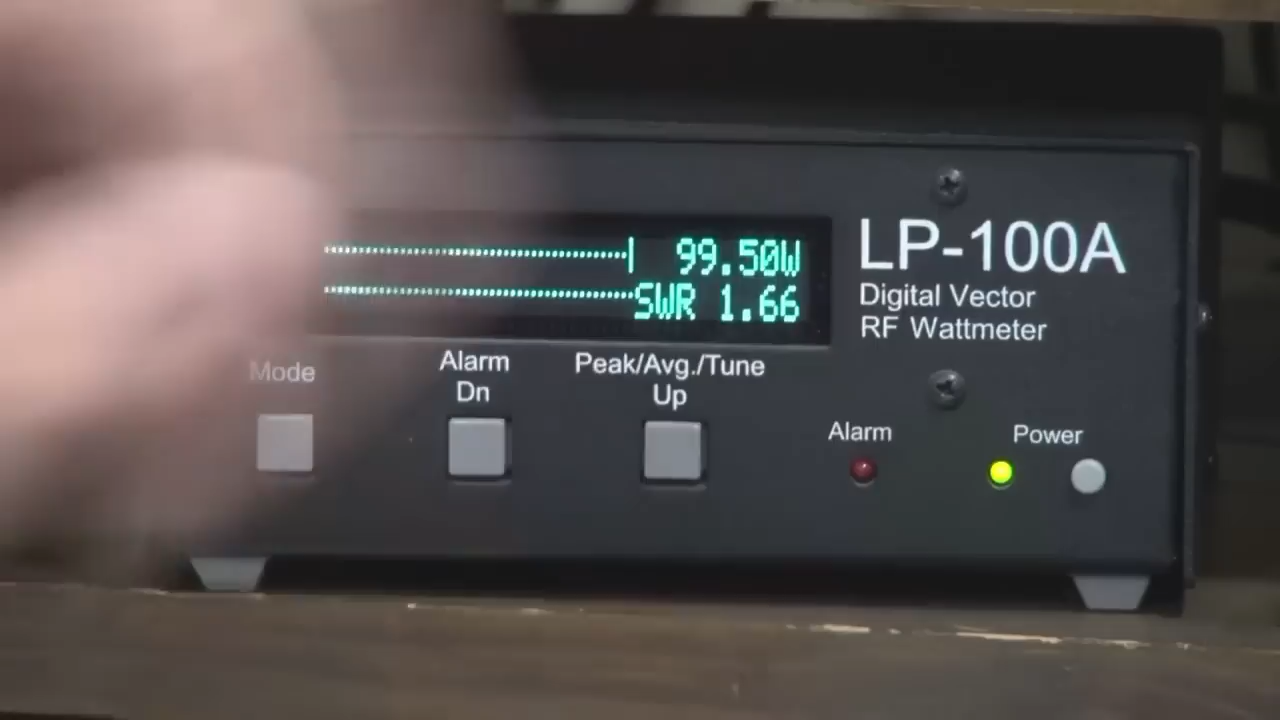 99.50W
SWR 1.66
LP-100A
Digital Vector
RF Wattmeter
Mode
Alarm
Dn
Peak/Avg./Tune
Up
Alarm
Power